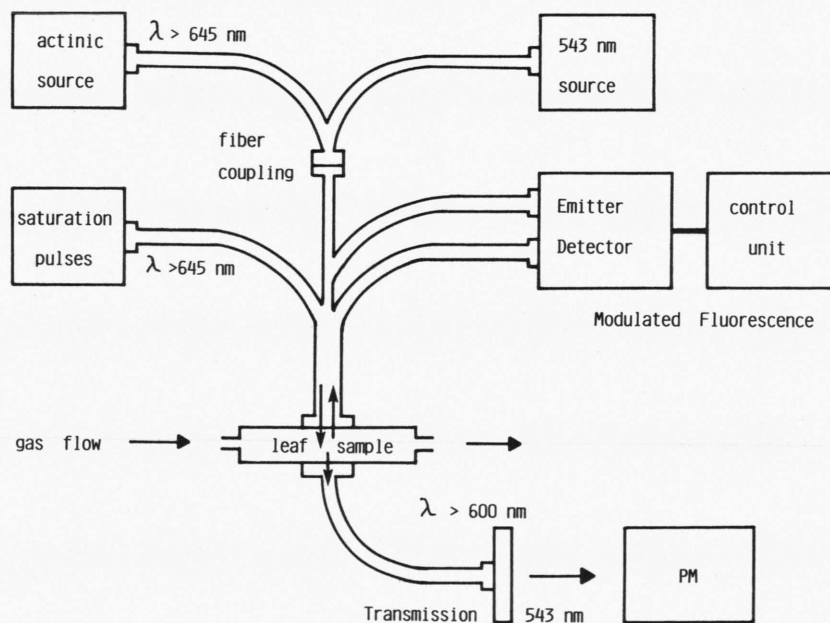 actinic
source
λ > 645 nm
543 nm
source
fiber
coupling
saturation
pulses
λ >645 nm
Emitter
Detector
control
unit
Modulated Fluorescence
gas flow
leaf sample
λ > 600 nm
Transmission
543 nm
PM